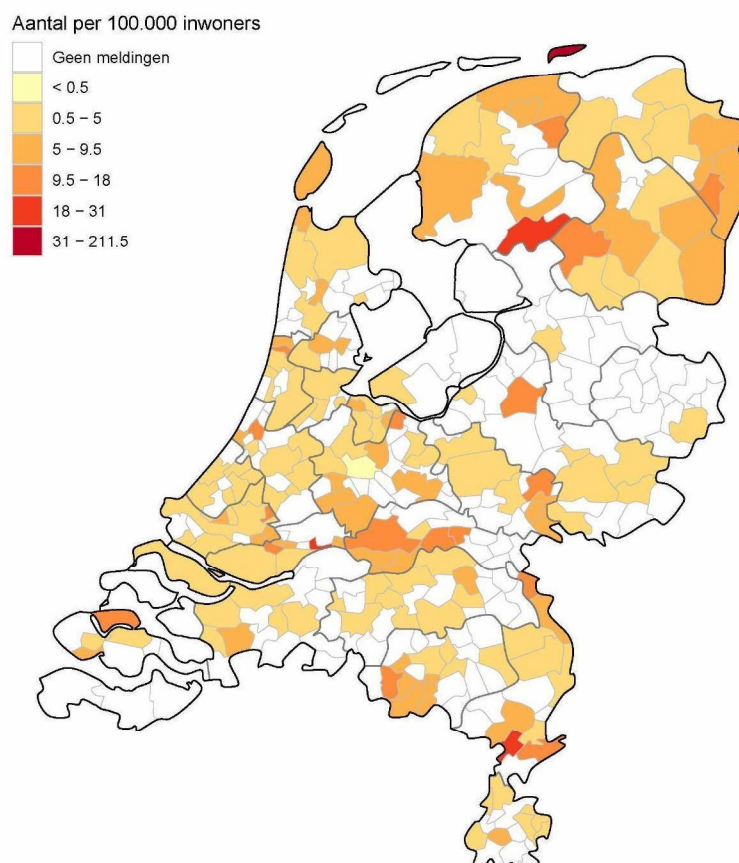 Aantal per 100.000 inwoners
Geen meldingen
< 0.5
0.5 – 5
5 – 9.5
9.5 – 18
18 – 31
31 – 211.5